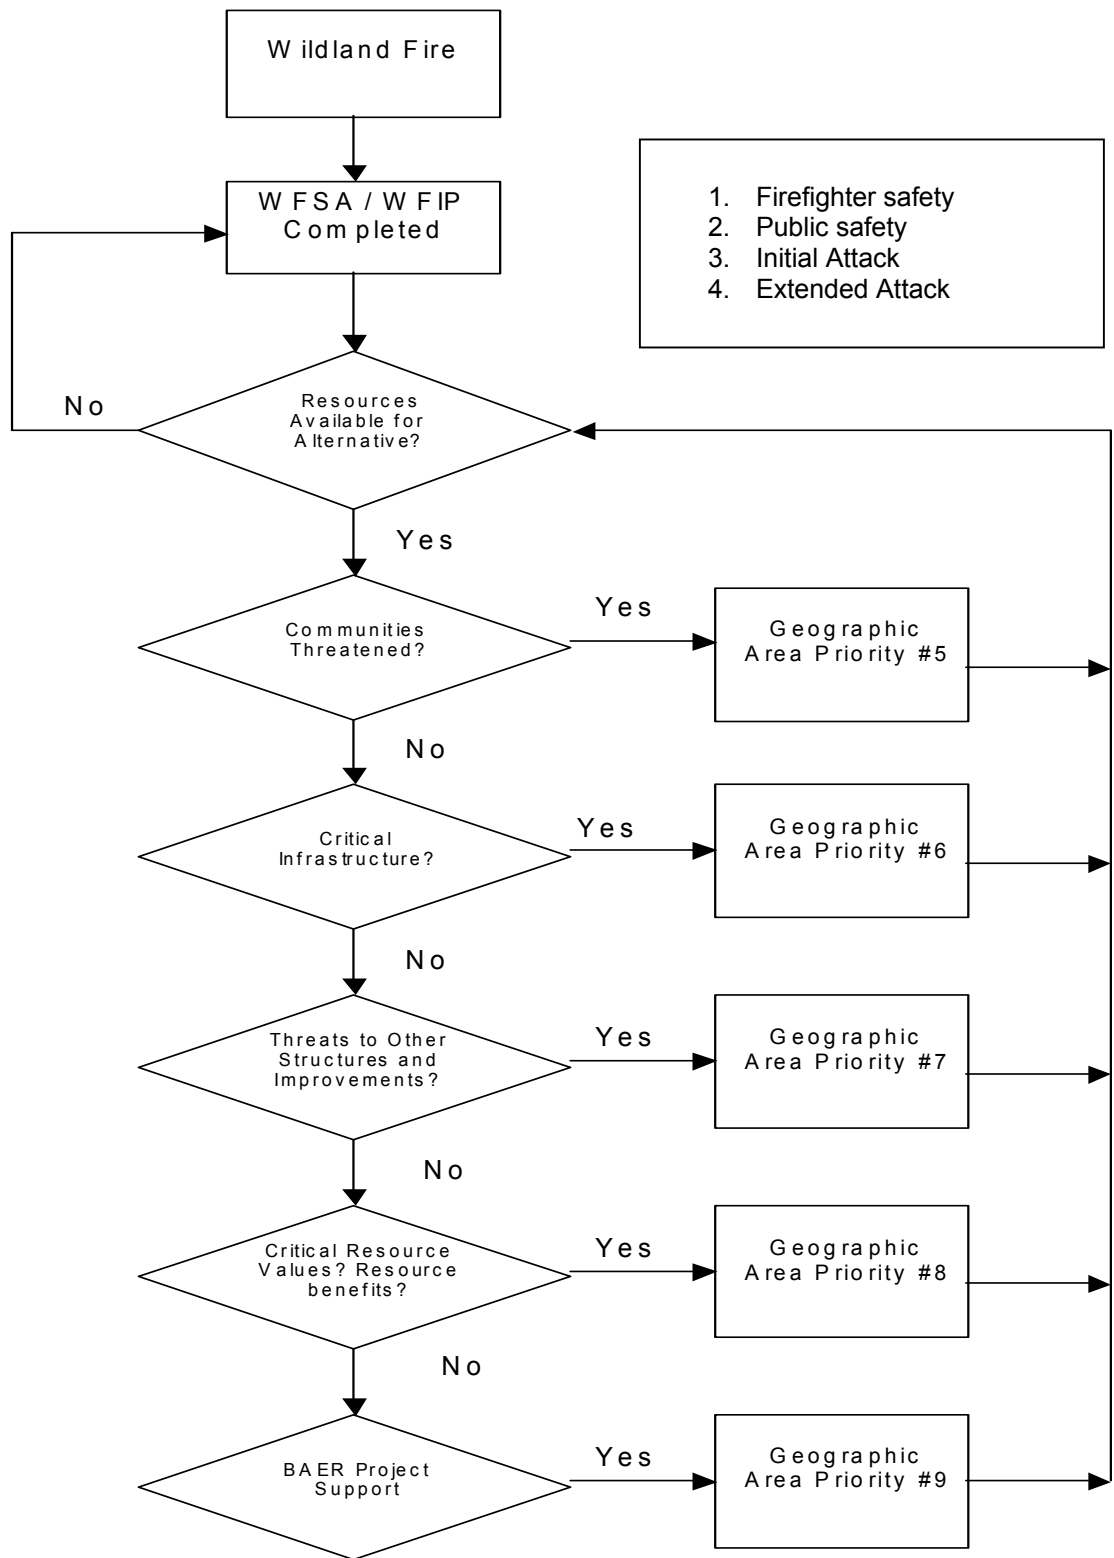 Wildland Fire
WFSA / WFIP
Completed
1. Firefighter safety
2. Public safety
3. Initial Attack
4. Extended Attack
Resources
Available for
Alternative?
No
Yes
Communities
Threatened?
Yes
Geographic
Area Priority #5
No
Critical
Infrastructure?
Yes
Geographic
Area Priority #6
No
Threats to Other
Structures and
Improvements?
Yes
Geographic
Area Priority #7
No
Critical Resource
Values? Resource
benefits?
Yes
Geographic
Area Priority #8
No
BAER Project
Support
Yes
Geographic
Area Priority #9